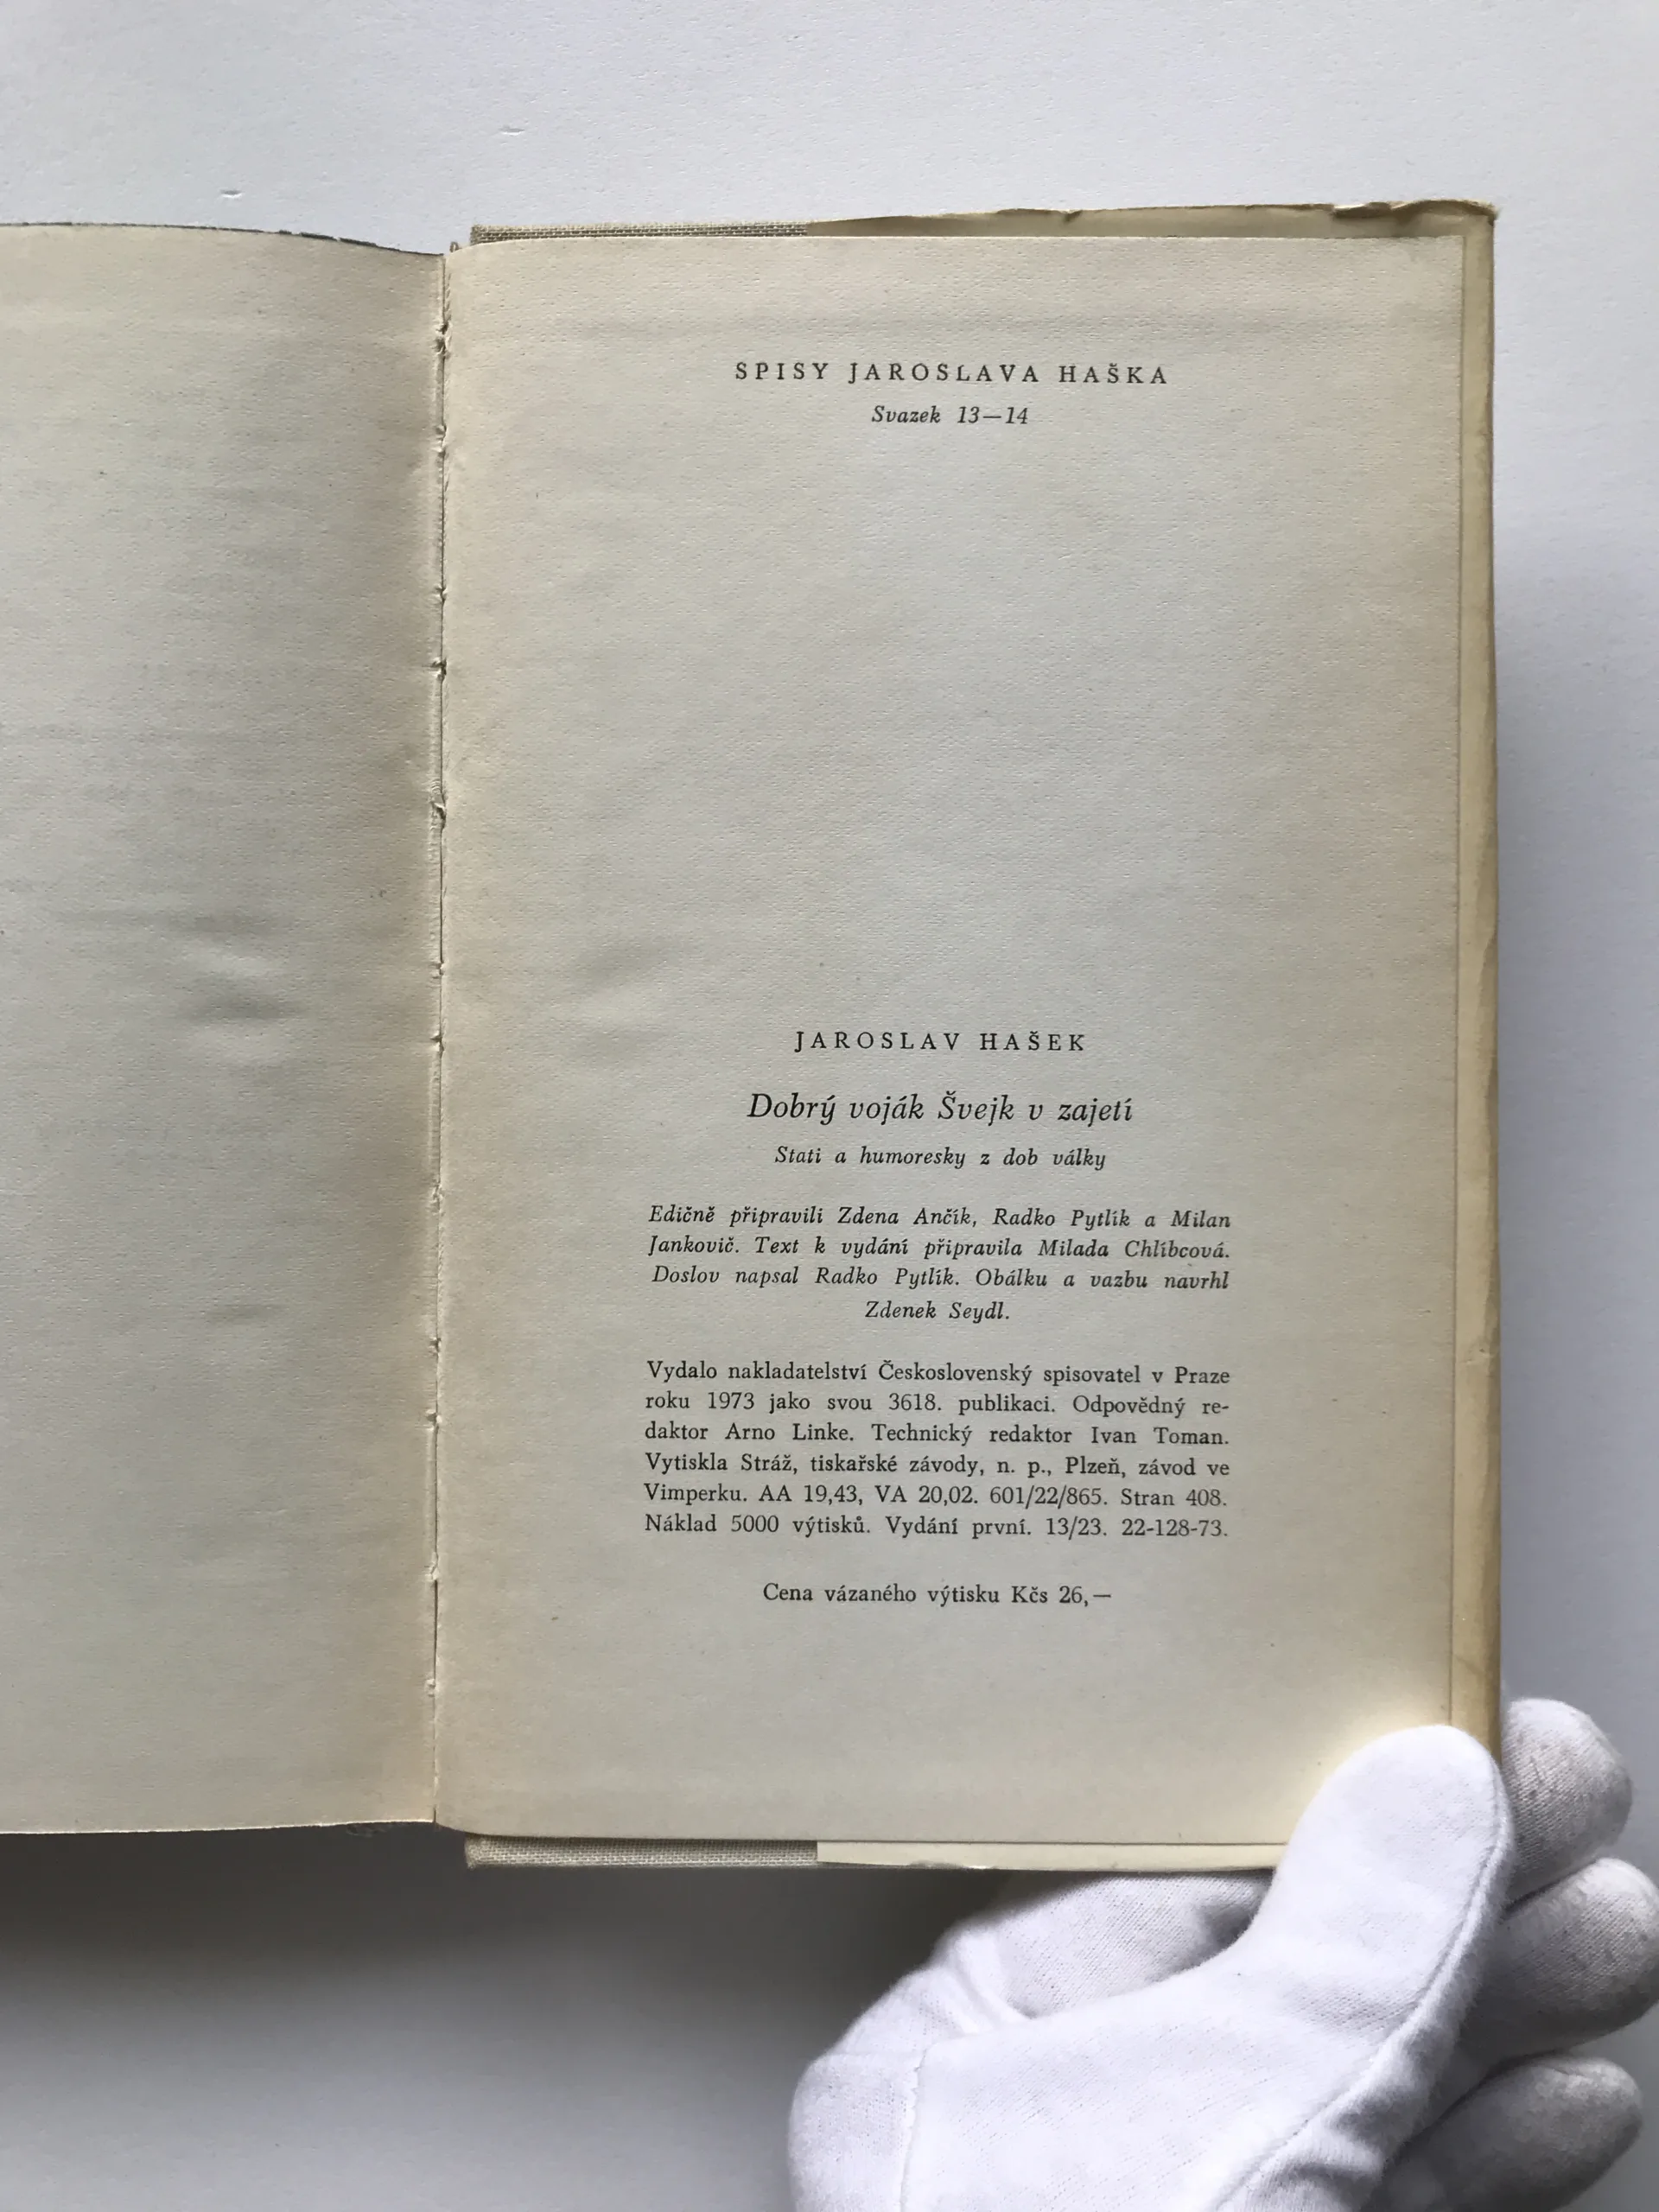 SPISY JAROSLAVA HAŠKA
Svazek 13—14
JAROSLAV HAŠEK
Dobrý voják Švejk v zajetí
Stati a humoresky z dob války
Edičně připravili Zdena Ančík, Radko Pytlík a Milan
Jankovič. Text k vydání připravila Milada Chlíbcová.
Doslov napsal Radko Pytlík. Obálku a vazbu navrhl
Zdenek Seydl.
Vydalo nakladatelství Československý spisovatel v Praze
roku 1973 jako svou 3618. publikaci. Odpovědný re-
daktor Arno Linke. Technický redaktor Ivan Toman.
Vytiskla Stráž, tiskařské závody, n. p., Plzeň, závod ve
Vimperku. AA 19,43, VA 20,02. 601/22/865. Stran 408.
Náklad 5000 výtisků. Vydání první. 13/23. 22-128-73.
Cena vázaného výtisku Kčs 26,—